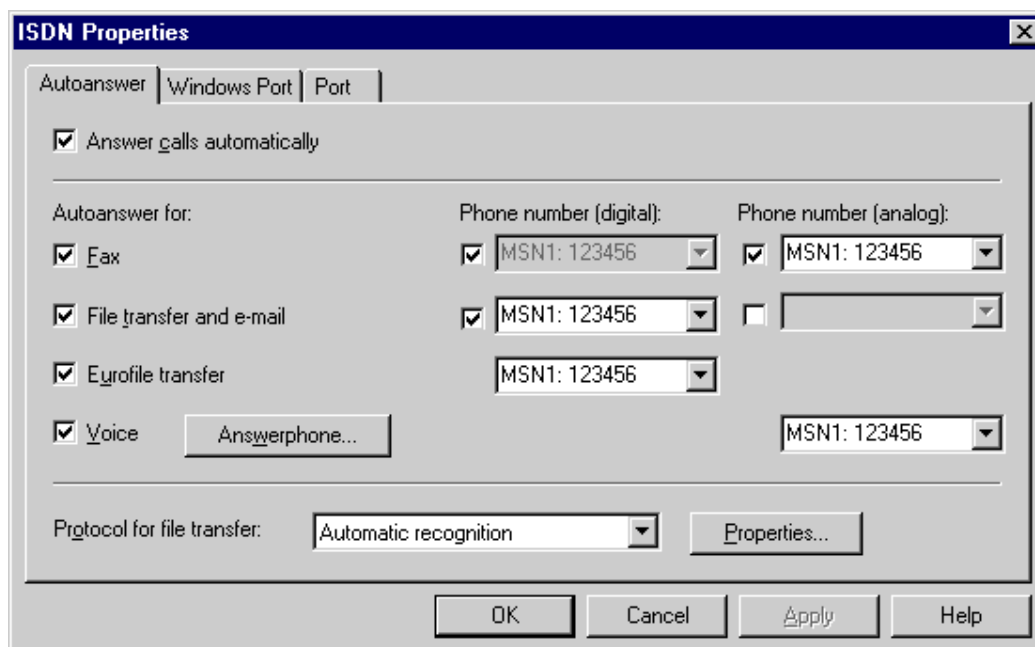 ISDN Properties
Autoanswer Windows Port Port
Answer calls automatically
Autoanswer for: Phone number (digital): Phone number (analog):
Fax MSN1: 123456 MSN1: 123456
File transfer and e-mail MSN1: 123456
Eurofile transfer MSN1: 123456
Voice Answerphone... MSN1: 123456
Protocol for file transfer: Automatic recognition Properties...
OK Cancel Apply Help